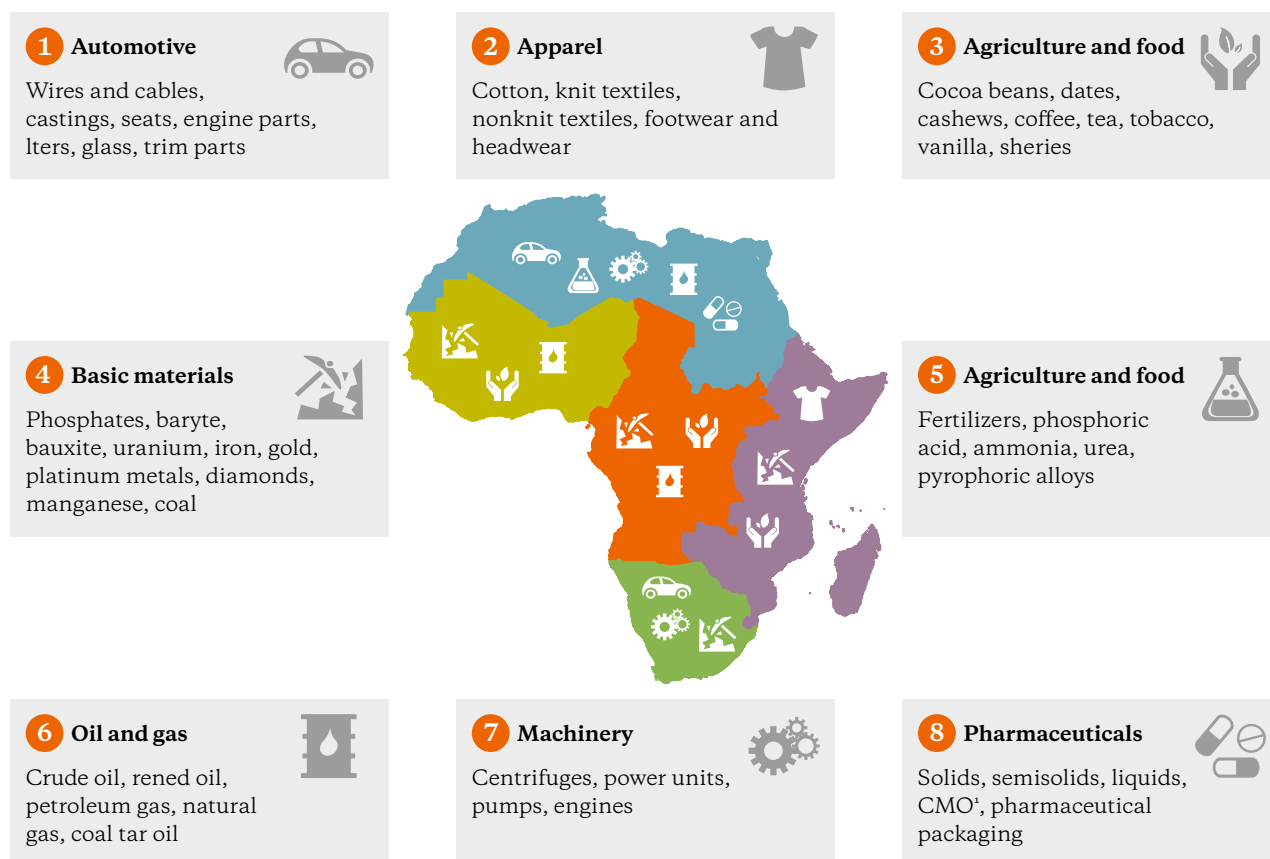 1 Automotive
Wires and cables,
castings, seats, engine parts,
lters, glass, trim parts
2 Apparel
Cotton, knit textiles,
nonknit textiles, footwear and
headwear
3 Agriculture and food
Cocoa beans, dates,
cashews, coffee, tea, tobacco,
vanilla, sheries
4 Basic materials
Phosphates, baryte,
bauxite, uranium, iron, gold,
platinum metals, diamonds,
manganese, coal
5 Agriculture and food
Fertilizers, phosphoric
acid, ammonia, urea,
pyrophoric alloys
6 Oil and gas
Crude oil, rened oil,
petroleum gas, natural
gas, coal tar oil
7 Machinery
Centrifuges, power units,
pumps, engines
8 Pharmaceuticals
Solids, semisolids, liquids,
CMO¹, pharmaceutical
packaging